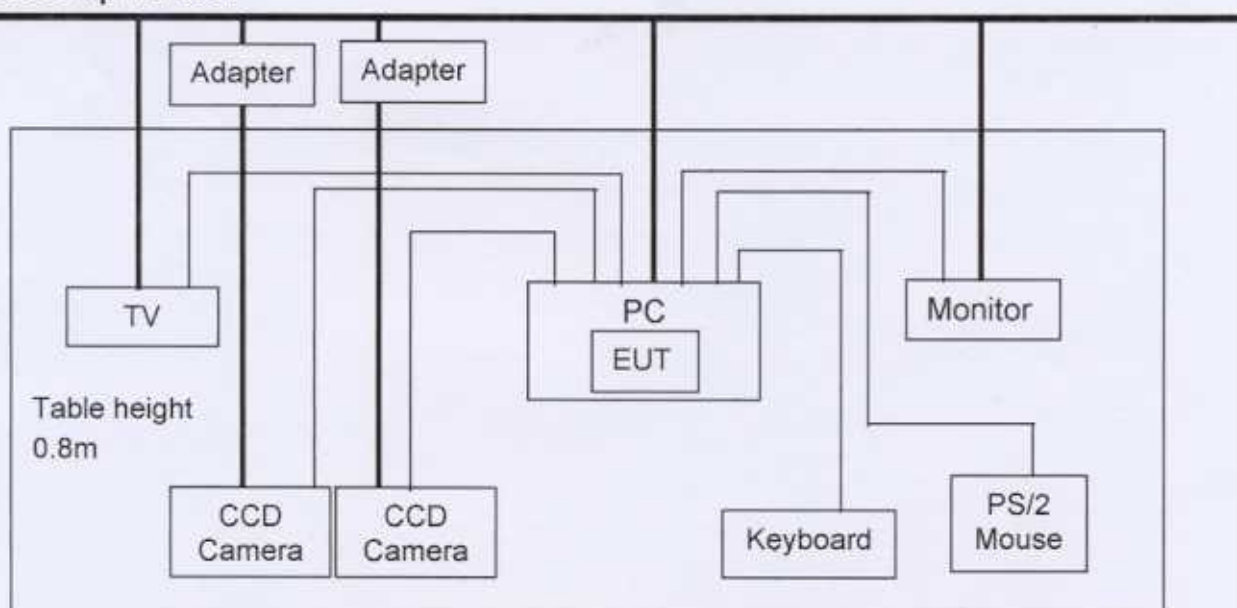 Adapter
Adapter
TV
PC
EUT
Monitor
Table height
0.8m
CCD
Camera
CCD
Camera
Keyboard
PS/2
Mouse